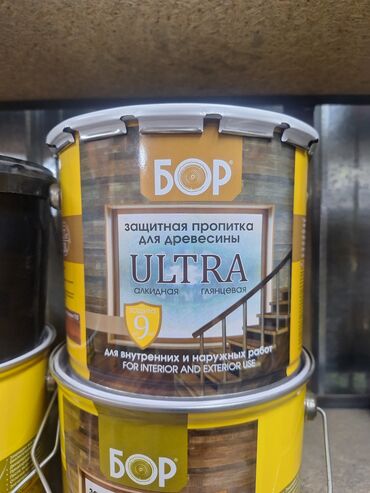 БОР®
защитная пропитка
для древесины
ULTRA
алкидная глянцевая
9
для внутренних и наружных работ
FOR INTERIOR AND EXTERIOR USE
БОР®